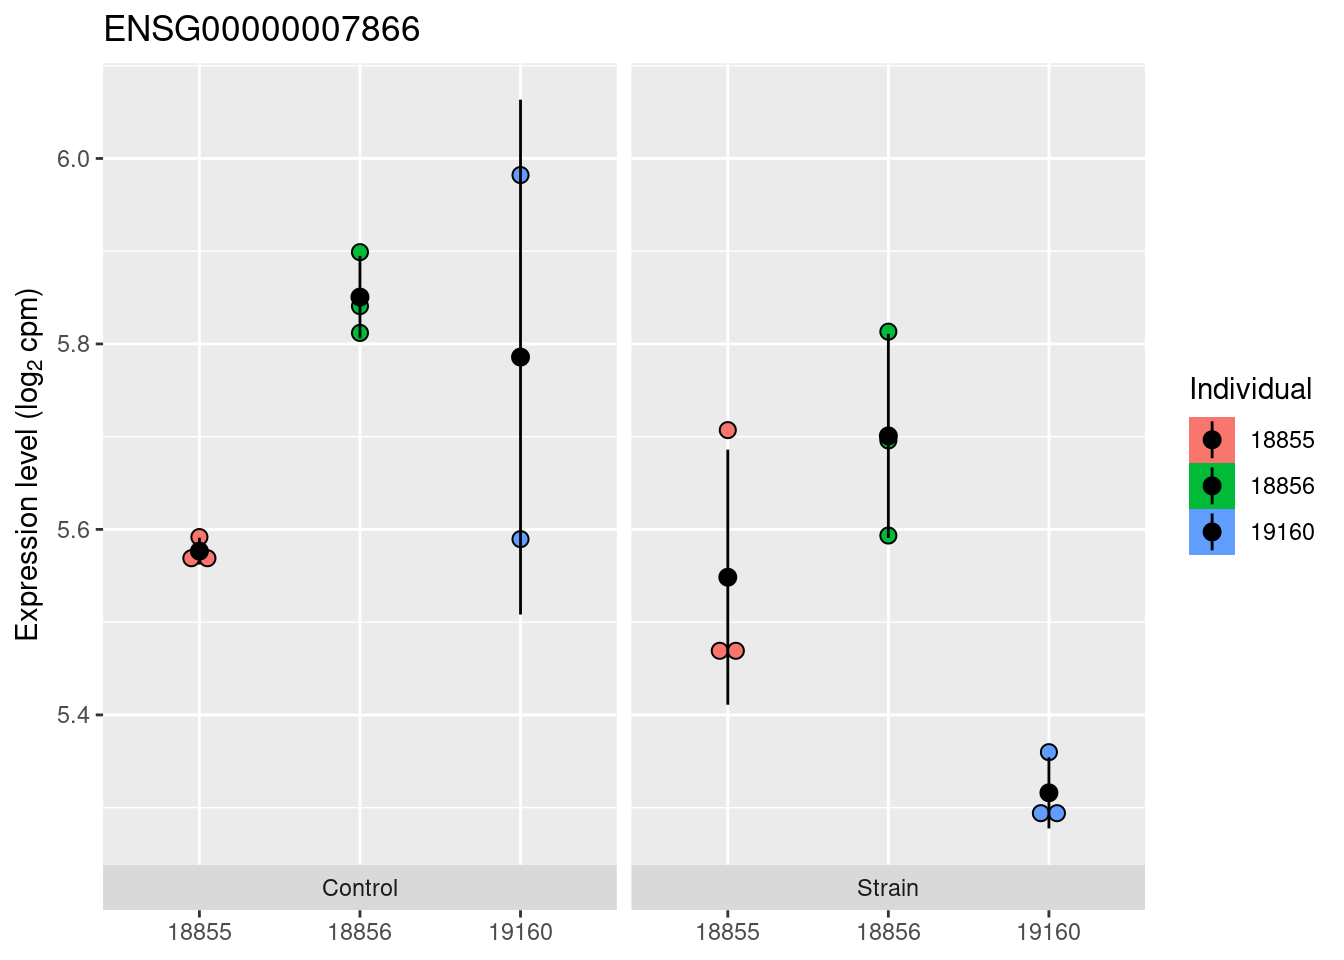 ENSG00000007866
Expression level (log₂ cpm)
6.0
5.8
5.6
5.4
Control
Strain
18855
18856
19160
18855
18856
19160
Individual
18855
18856
19160